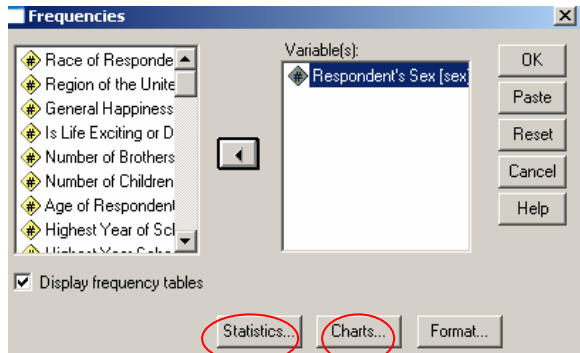 Frequencies
Race of Responde
Region of the Unite
General Happiness
Is Life Exciting or D
Number of Brothers
Number of Children
Age of Respondent
Highest Year of Scl
Display frequency tables
Variable(s):
Respondent's Sex [sex]
OK
Paste
Reset
Cancel
Help
Statistics...
Charts...
Format...